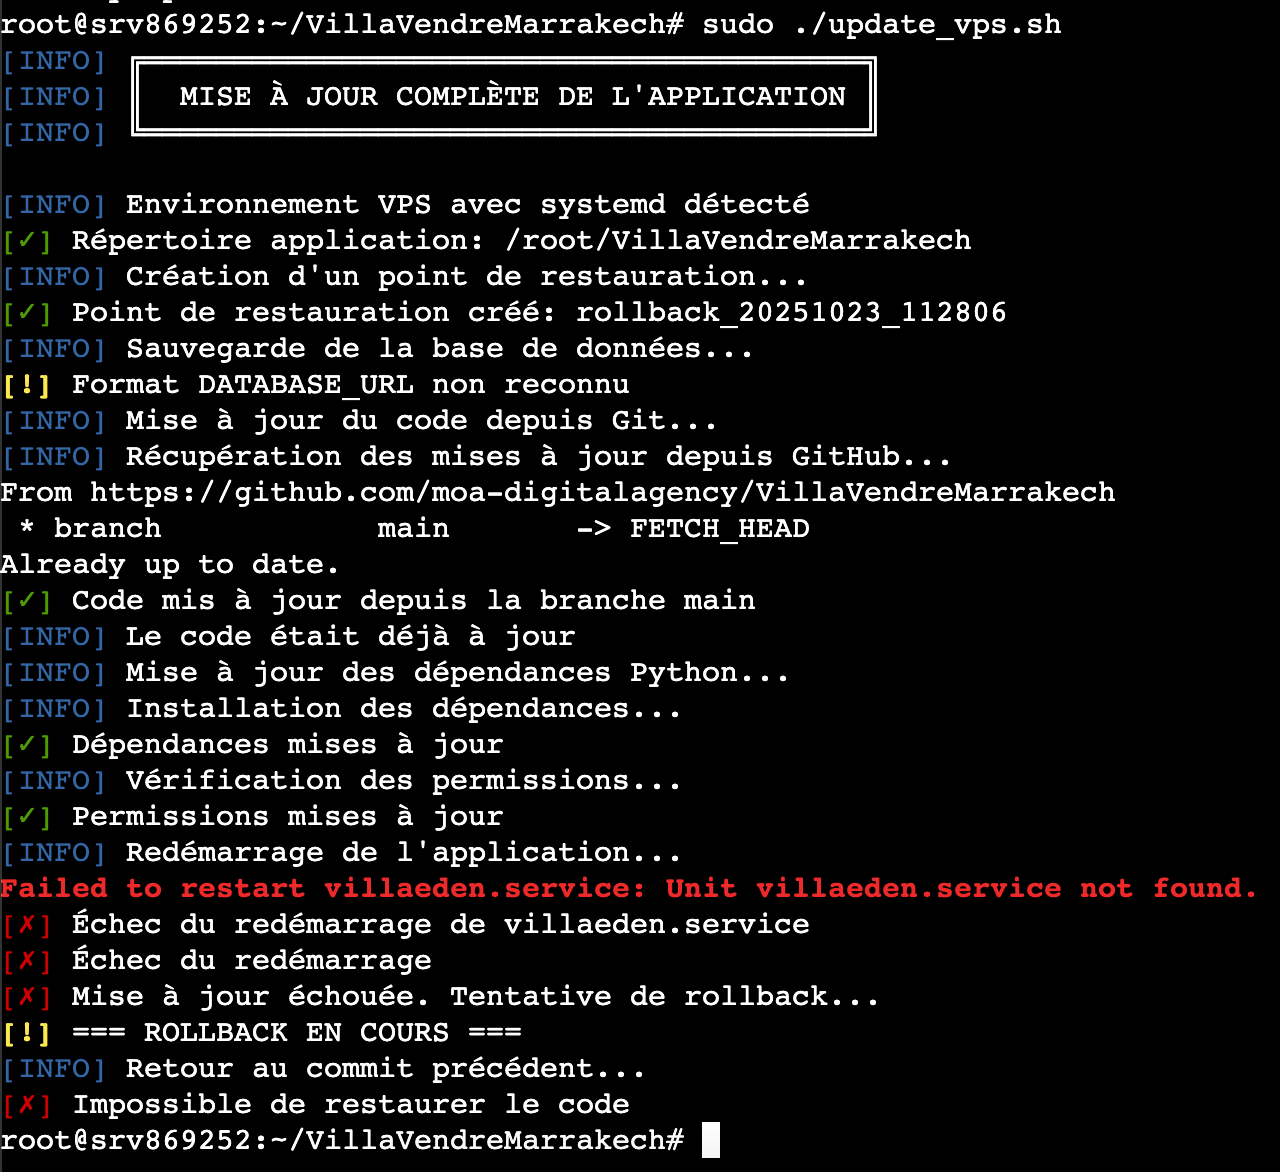 root@srv869252:~/VillaVendreMarrakech# sudo ./update_vps.sh
[INFO]
[INFO] MISE À JOUR COMPLÈTE DE L'APPLICATION
[INFO]
[INFO] Environnement VPS avec systemd détecté
[✓] Répertoire application: /root/VillaVendreMarrakech
[INFO] Création d'un point de restauration...
[✓] Point de restauration créé: rollback_20251023_112806
[INFO] Sauvegarde de la base de données...
[!] Format DATABASE_URL non reconnu
[INFO] Mise à jour du code depuis Git...
[INFO] Récupération des mises à jour depuis GitHub...
From https://github.com/moa-digitalagency/VillaVendreMarrakech
 * branch            main       -> FETCH_HEAD
Already up to date.
[✓] Code mis à jour depuis la branche main
[INFO] Le code était déjà à jour
[INFO] Mise à jour des dépendances Python...
[INFO] Installation des dépendances...
[✓] Dépendances mises à jour
[INFO] Vérification des permissions...
[✓] Permissions mises à jour
[INFO] Redémarrage de l'application...
Failed to restart villaeden.service: Unit villaeden.service not found.
[✗] Échec du redémarrage de villaeden.service
[✗] Échec du redémarrage
[✗] Mise à jour échouée. Tentative de rollback...
[!] === ROLLBACK EN COURS ===
[INFO] Retour au commit précédent...
[✗] Impossible de restaurer le code
root@srv869252:~/VillaVendreMarrakech#